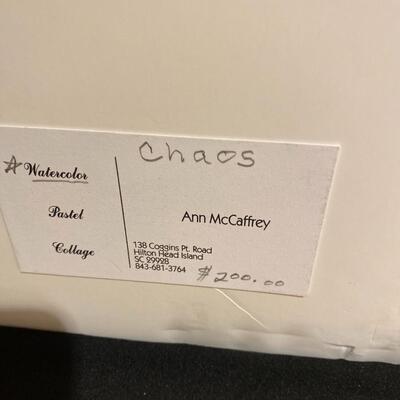 Chaos
☆ Watercolor
Pastel
Collage
Ann McCaffrey
138 Coggins Pt. Road
Hilton Head Island
SC 29928
843-681-3764
$200.00